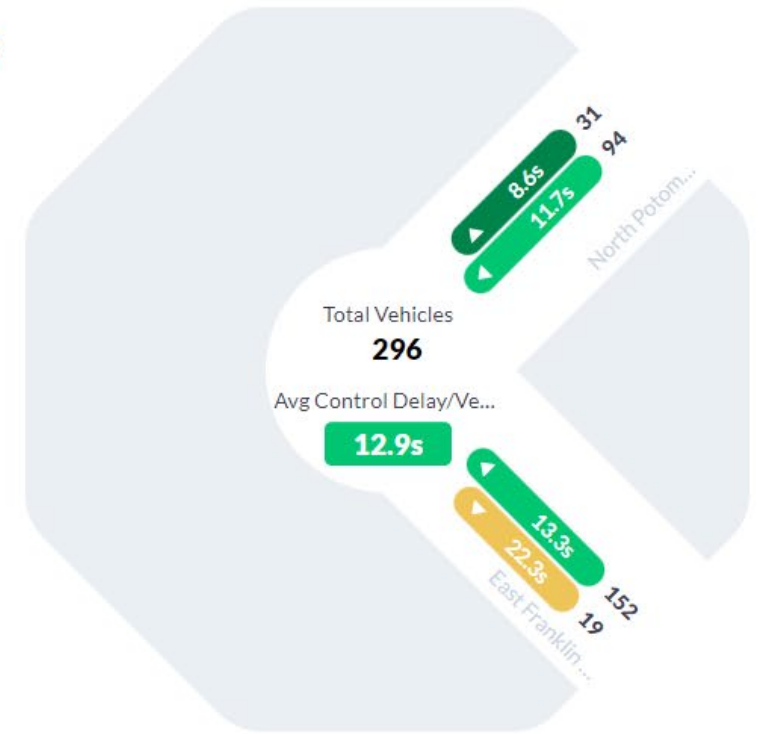 31
8.6s
94
11.7s
North Potom...
Total Vehicles
296
Avg Control Delay/Ve...
12.9s
13.3s
152
22.3s
19
East Franklin ...